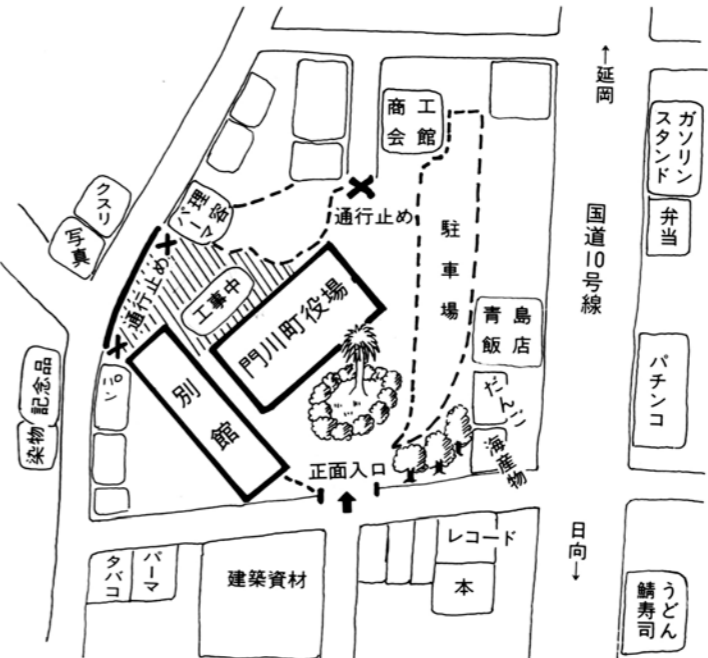 ↑延岡
商工
会館
ガソリン
スタンド
弁当
国道10号線
クスリ
写真
理容
パーマ
通行止め
通行止め
駐車場
工事中
門川町役場
青島
飯店
パチンコ
だんご
海産物
パン
別館
記念品
染物
正面入口
日向↓
レコード
本
タバコ
パーマ
建築資材
うどん
鯖寿司